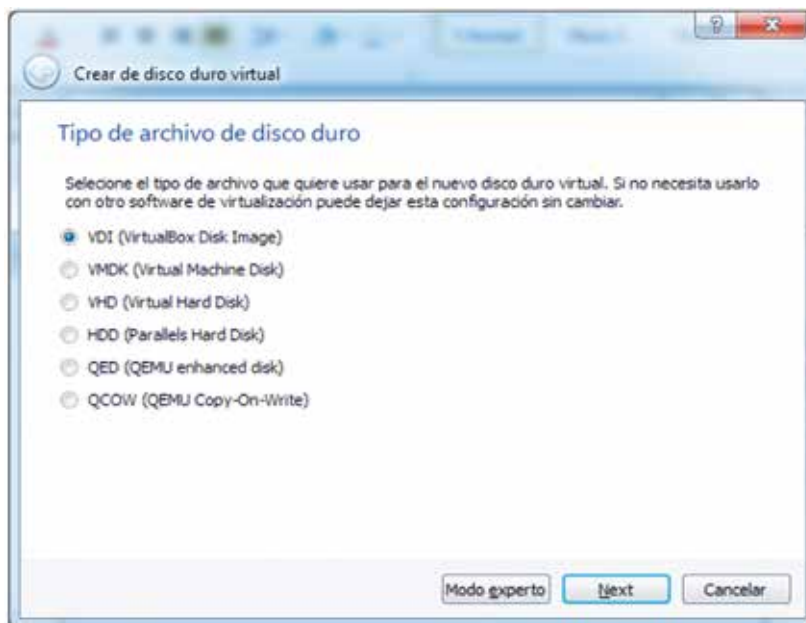 Crear de disco duro virtual
Tipo de archivo de disco duro
Seleccione el tipo de archivo que quiere usar para el nuevo disco duro virtual. Si no necesita usarlo
con otro software de virtualización puede dejar esta configuración sin cambiar.
VDI (VirtualBox Disk Image)
VMDK (Virtual Machine Disk)
VHD (Virtual Hard Disk)
HDD (Parallels Hard Disk)
QED (QEMU enhanced disk)
QCOW (QEMU Copy-On-Write)
Modo experto Next Cancelar